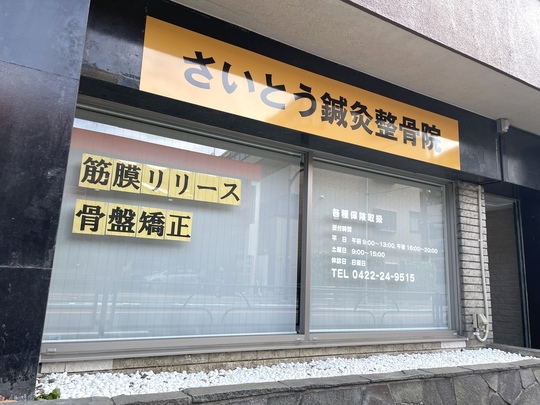 さいとう鍼灸整骨院
筋膜リリース
骨盤矯正
各種保険取扱
受付時間
平　日　午前 9:00～13:00, 午後 16:00～20:00
土曜日　9:00～15:00
休診日　日曜日
TEL 0422-24-9515